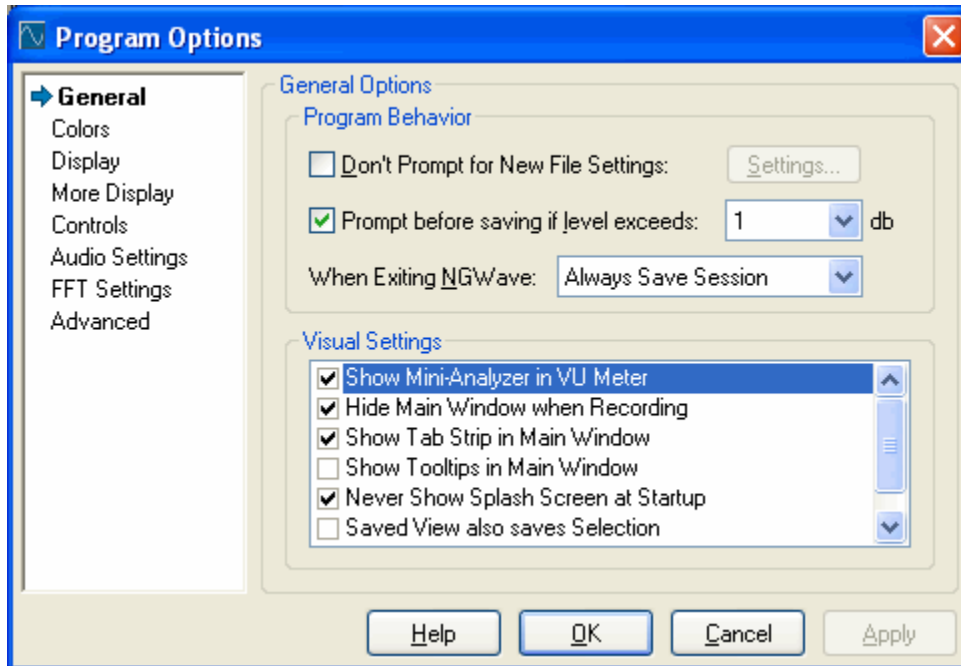 Program Options
General
Colors
Display
More Display
Controls
Audio Settings
FFT Settings
Advanced
General Options
Program Behavior
Don't Prompt for New File Settings: Settings...
Prompt before saving if level exceeds: 1 db
When Exiting NGWave: Always Save Session
Visual Settings
Show Mini-Analyzer in VU Meter
Hide Main Window when Recording
Show Tab Strip in Main Window
Show Tooltips in Main Window
Never Show Splash Screen at Startup
Saved View also saves Selection
Help OK Cancel Apply